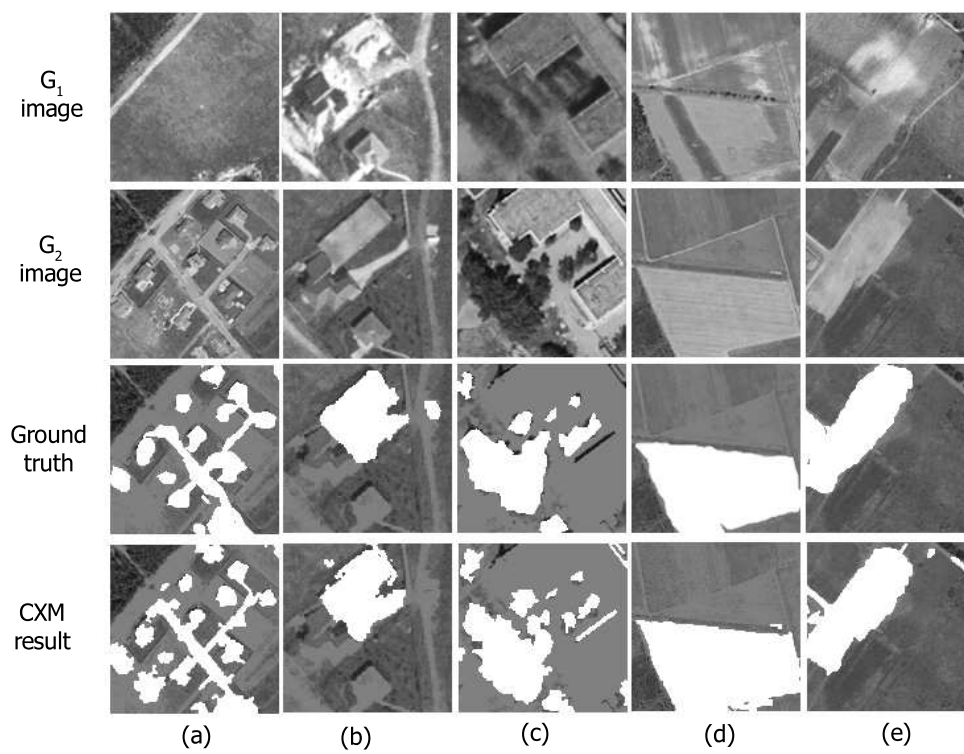 G1
image
G2
image
Ground
truth
CXM
result
(a)
(b)
(c)
(d)
(e)